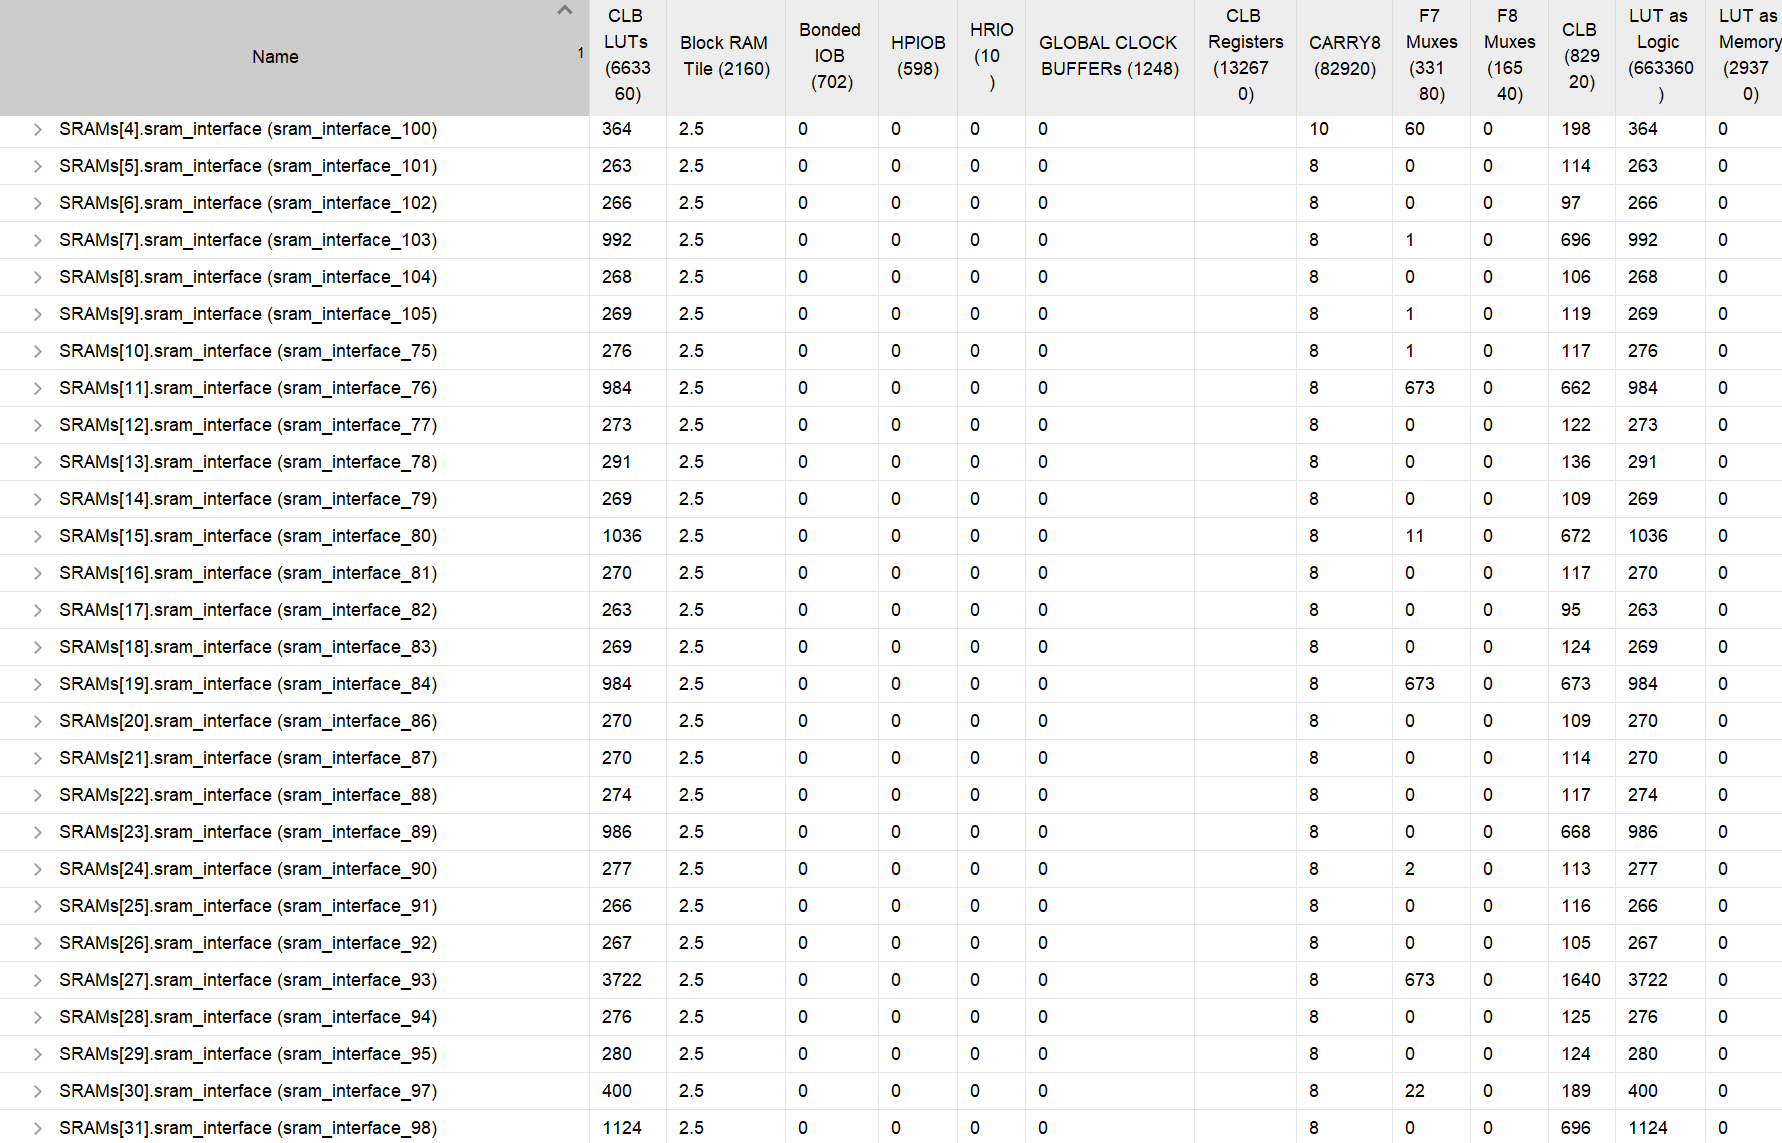 Name 1 CLB LUTs (663360) Block RAM Tile (2160) Bonded IOB (702) HPIOB (598) HRIO (10) GLOBAL CLOCK BUFFERs (1248) CLB Registers (1326720) CARRY8 (82920) F7 Muxes (33180) F8 Muxes (16540) CLB (82920) LUT as Logic (663360) LUT as Memory (29370)
SRAMs[4].sram_interface (sram_interface_100) 364 2.5 0 0 0 0 10 60 0 198 364 0
SRAMs[5].sram_interface (sram_interface_101) 263 2.5 0 0 0 0 8 0 0 114 263 0
SRAMs[6].sram_interface (sram_interface_102) 266 2.5 0 0 0 0 8 0 0 97 266 0
SRAMs[7].sram_interface (sram_interface_103) 992 2.5 0 0 0 0 8 1 0 696 992 0
SRAMs[8].sram_interface (sram_interface_104) 268 2.5 0 0 0 0 8 0 0 106 268 0
SRAMs[9].sram_interface (sram_interface_105) 269 2.5 0 0 0 0 8 1 0 119 269 0
SRAMs[10].sram_interface (sram_interface_75) 276 2.5 0 0 0 0 8 1 0 117 276 0
SRAMs[11].sram_interface (sram_interface_76) 984 2.5 0 0 0 0 8 673 0 662 984 0
SRAMs[12].sram_interface (sram_interface_77) 273 2.5 0 0 0 0 8 0 0 122 273 0
SRAMs[13].sram_interface (sram_interface_78) 291 2.5 0 0 0 0 8 0 0 136 291 0
SRAMs[14].sram_interface (sram_interface_79) 269 2.5 0 0 0 0 8 0 0 109 269 0
SRAMs[15].sram_interface (sram_interface_80) 1036 2.5 0 0 0 0 8 11 0 672 1036 0
SRAMs[16].sram_interface (sram_interface_81) 270 2.5 0 0 0 0 8 0 0 117 270 0
SRAMs[17].sram_interface (sram_interface_82) 263 2.5 0 0 0 0 8 0 0 95 263 0
SRAMs[18].sram_interface (sram_interface_83) 269 2.5 0 0 0 0 8 0 0 124 269 0
SRAMs[19].sram_interface (sram_interface_84) 984 2.5 0 0 0 0 8 673 0 673 984 0
SRAMs[20].sram_interface (sram_interface_86) 270 2.5 0 0 0 0 8 0 0 109 270 0
SRAMs[21].sram_interface (sram_interface_87) 270 2.5 0 0 0 0 8 0 0 114 270 0
SRAMs[22].sram_interface (sram_interface_88) 274 2.5 0 0 0 0 8 0 0 117 274 0
SRAMs[23].sram_interface (sram_interface_89) 986 2.5 0 0 0 0 8 0 0 668 986 0
SRAMs[24].sram_interface (sram_interface_90) 277 2.5 0 0 0 0 8 2 0 113 277 0
SRAMs[25].sram_interface (sram_interface_91) 266 2.5 0 0 0 0 8 0 0 116 266 0
SRAMs[26].sram_interface (sram_interface_92) 267 2.5 0 0 0 0 8 0 0 105 267 0
SRAMs[27].sram_interface (sram_interface_93) 3722 2.5 0 0 0 0 8 673 0 1640 3722 0
SRAMs[28].sram_interface (sram_interface_94) 276 2.5 0 0 0 0 8 0 0 125 276 0
SRAMs[29].sram_interface (sram_interface_95) 280 2.5 0 0 0 0 8 0 0 124 280 0
SRAMs[30].sram_interface (sram_interface_97) 400 2.5 0 0 0 0 8 22 0 189 400 0
SRAMs[31].sram_interface (sram_interface_98) 1124 2.5 0 0 0 0 8 0 0 696 1124 0